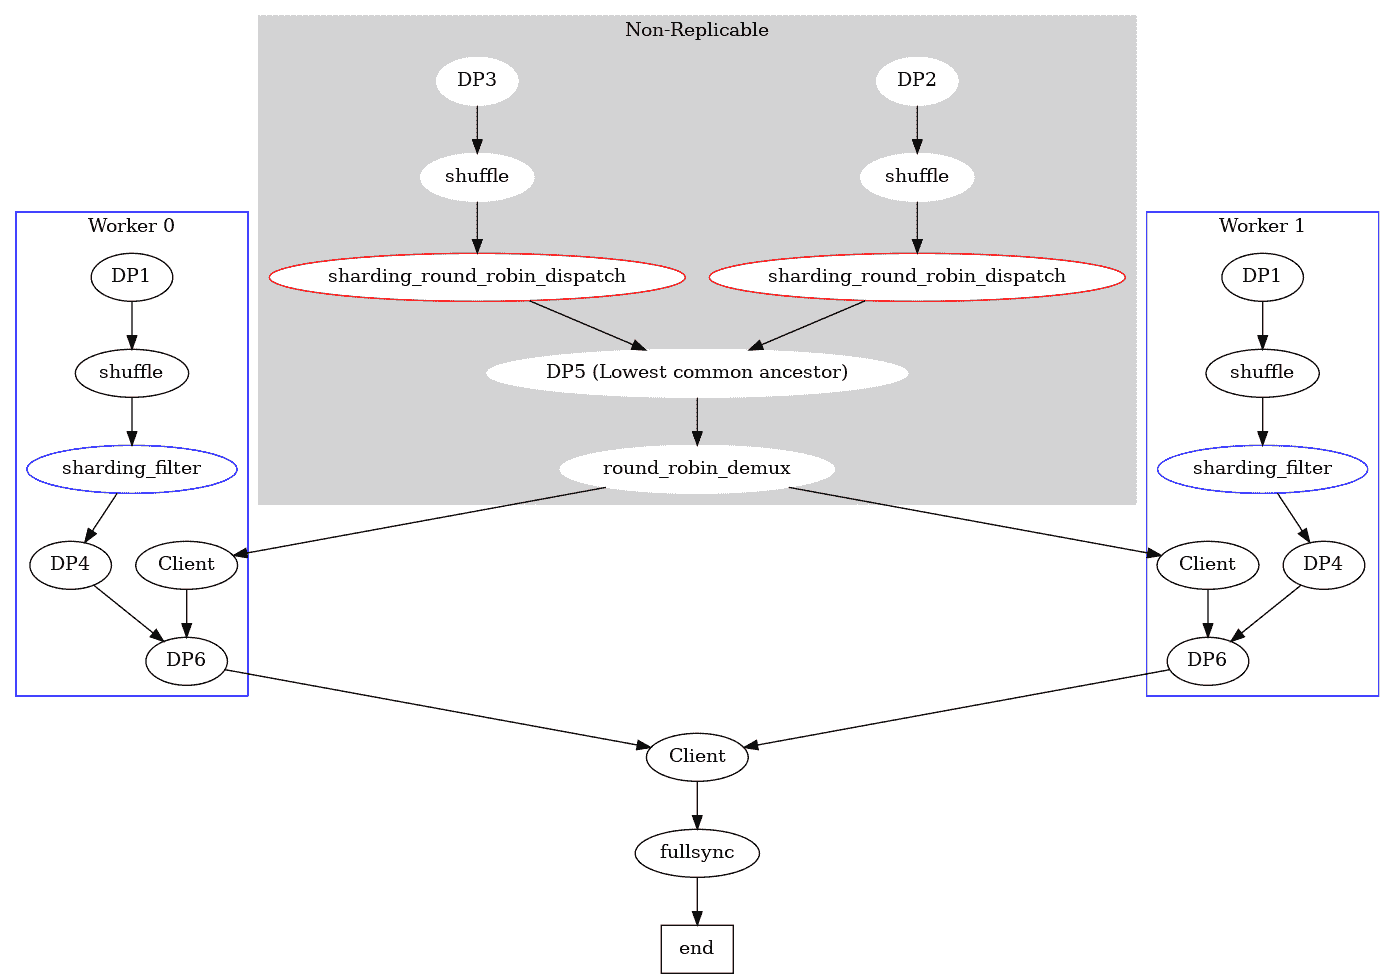 Non-Replicable
DP3
DP2
shuffle
shuffle
Worker 0
Worker 1
DP1
sharding_round_robin_dispatch
sharding_round_robin_dispatch
DP1
shuffle
DP5 (Lowest common ancestor)
shuffle
sharding_filter
round_robin_demux
sharding_filter
DP4
Client
Client
DP4
DP6
DP6
Client
fullsync
end